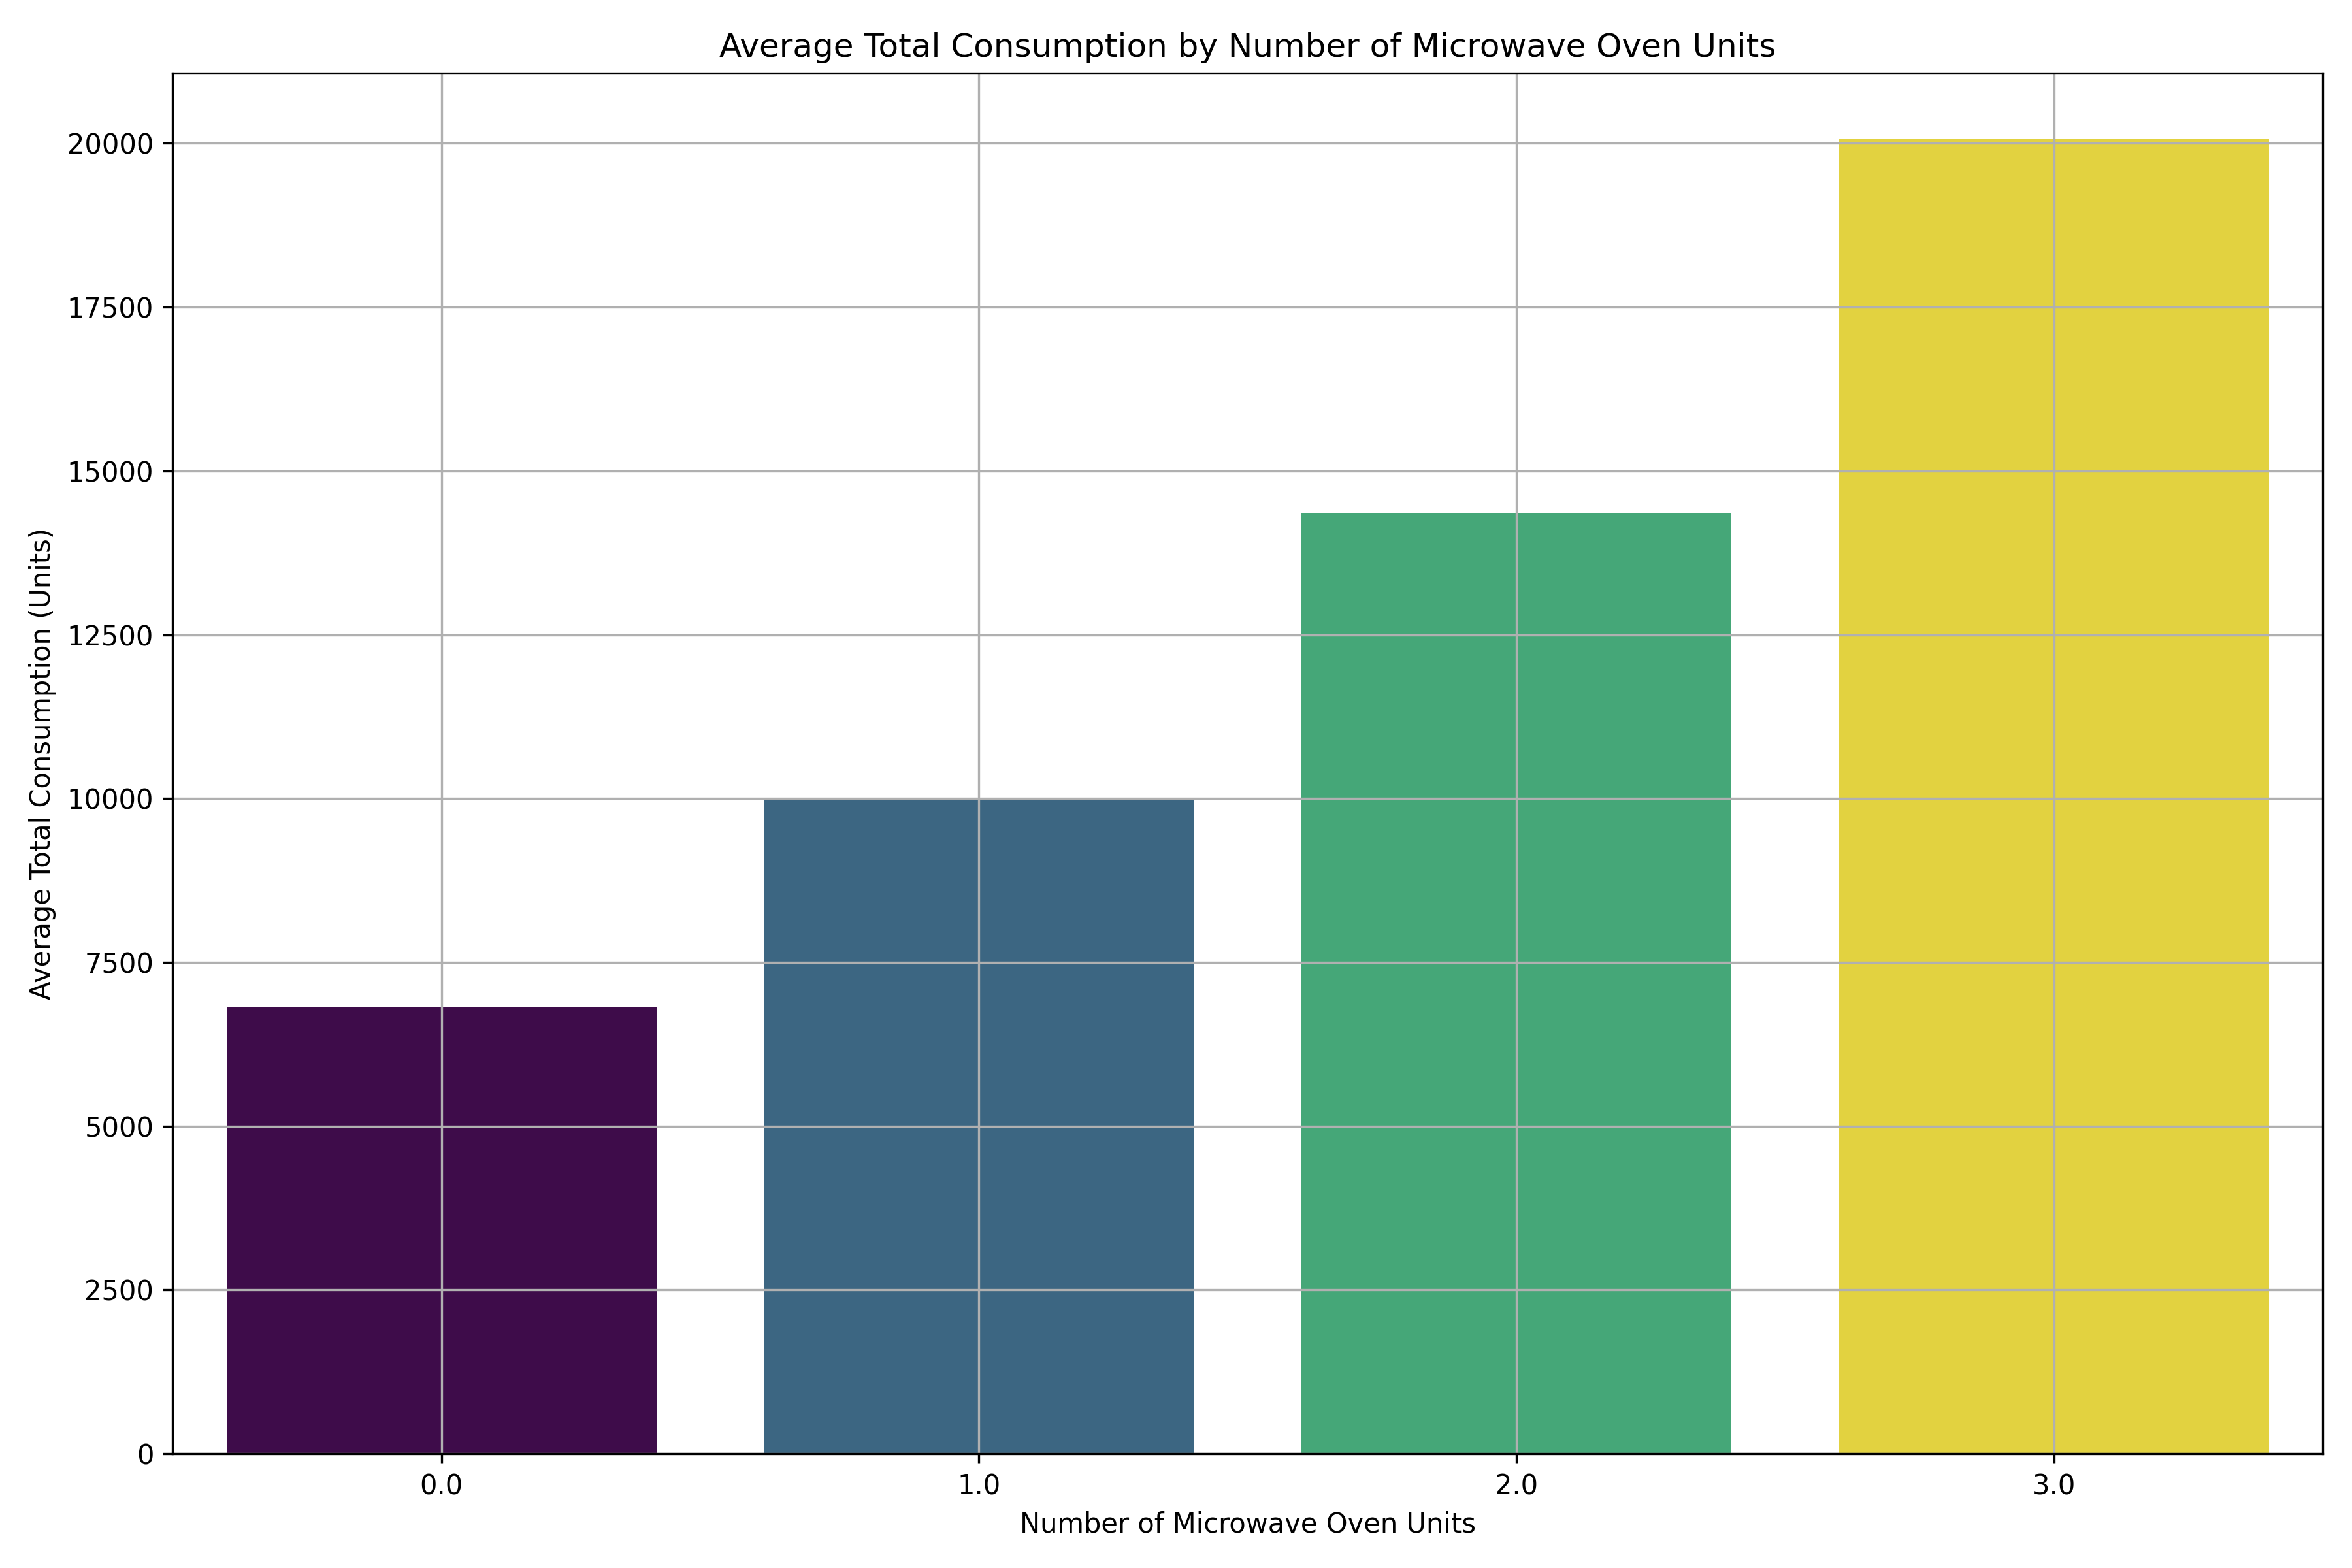 Average Total Consumption by Number of Microwave Oven Units
Average Total Consumption (Units)
20000
17500
15000
12500
10000
7500
5000
2500
0
0.0 1.0 2.0 3.0
Number of Microwave Oven Units